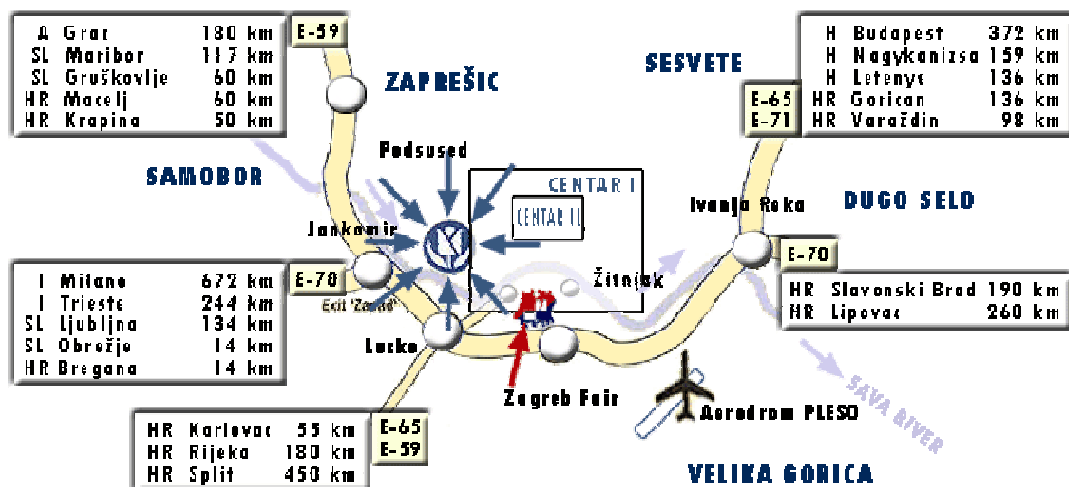 A Graz 180 km
SL Maribor 117 km
SL Gruškovlje 60 km
HR Macelj 60 km
HR Krapina 50 km
E-59
ZAPREŠIC
SESVETE
E-65
E-71
H Budapest 372 km
H Nagykanizsa 159 km
H Letenye 136 km
HR Gorican 136 km
HR Varaždin 98 km
SAMOBOR
Podsused
CENTAR I
CENTAR II
Ivanja Reka
DUGO SELO
Jankomir
E-70
I Milano 672 km
I Trieste 244 km
SL Ljubljna 134 km
SL Obrežje 14 km
HR Bregana 14 km
E-70
Exit 'Zapad'
Žitnjak
HR Slavonski Brod 190 km
HR Lipovac 260 km
Lucko
Zagreb Fair
Aerodrom PLESO
SAVA RIVER
HR Karlovac 55 km
HR Rijeka 180 km
HR Split 450 km
E-65
E-59
VELIKA GORICA